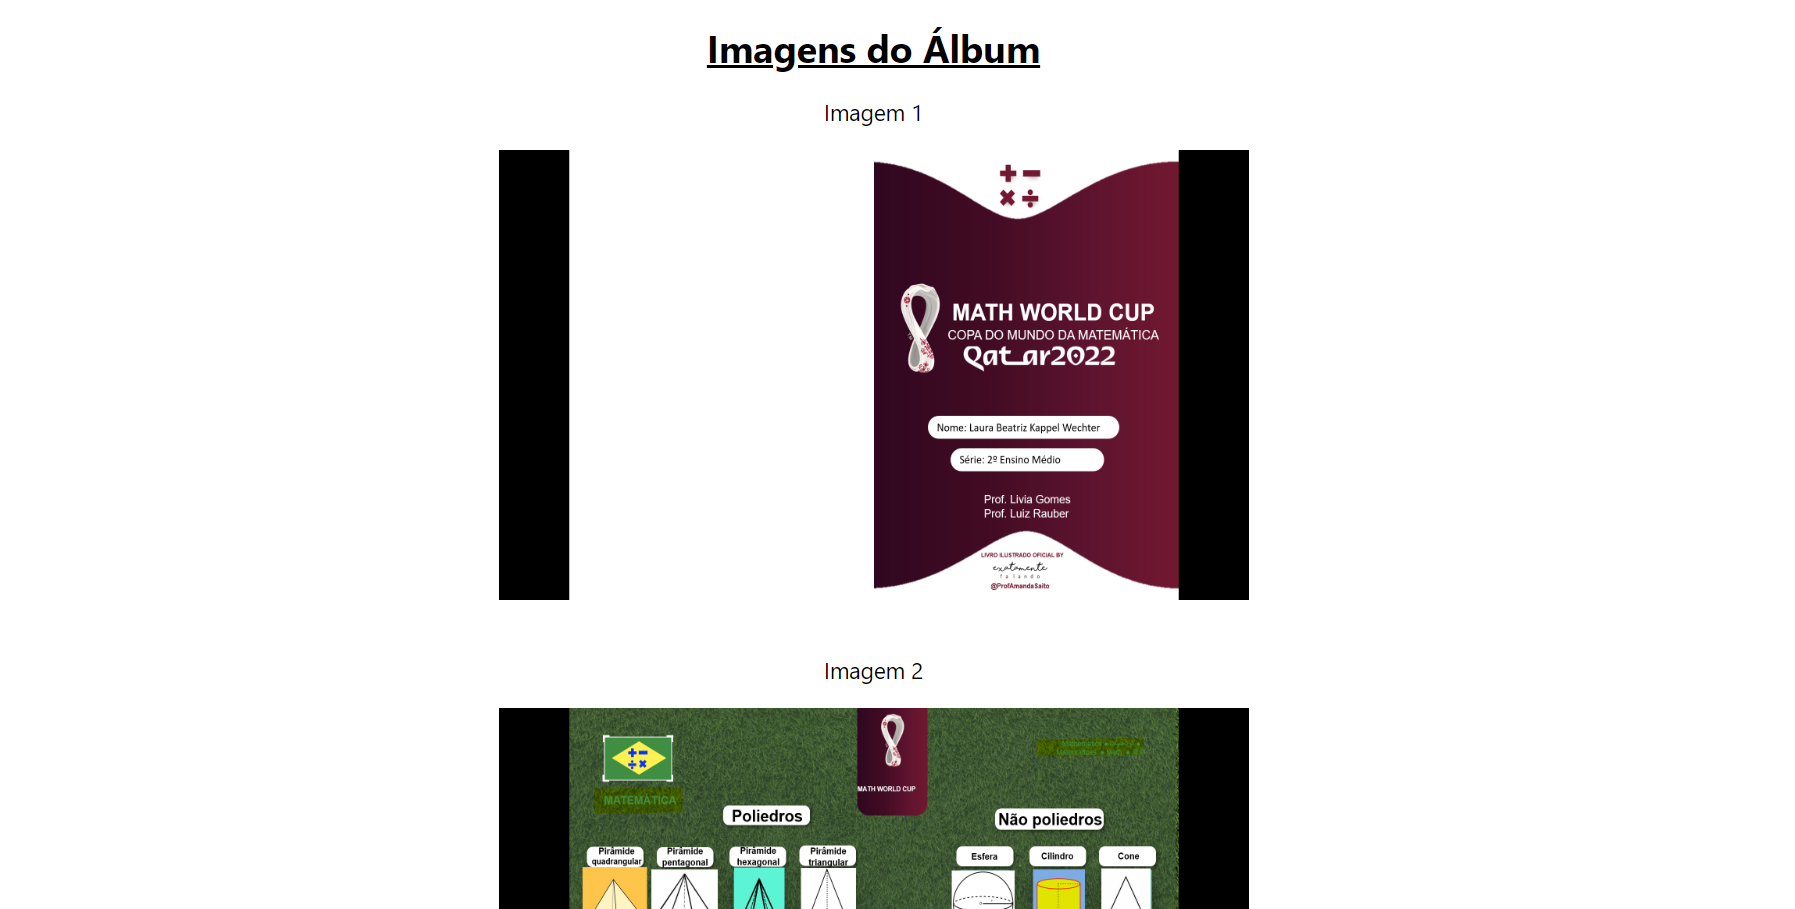 Imagens do Álbum
Imagem 1
MATH WORLD CUP
COPA DO MUNDO DA MATEMÁTICA
Qatar2022
Nome: Laura Beatriz Kappel Wechter
Série: 2º Ensino Médio
Prof. Livia Gomes
Prof. Luiz Rauber
LIVRO ILUSTRADO OFICIAL BY
exatamente
falando
@ProfAmandaSaito
Imagem 2
MATEMÁTICA
MATH WORLD CUP
Poliedros
Não poliedros
Pirâmide quadrangular
Pirâmide pentagonal
Pirâmide hexagonal
Pirâmide triangular
Esfera
Cilindro
Cone